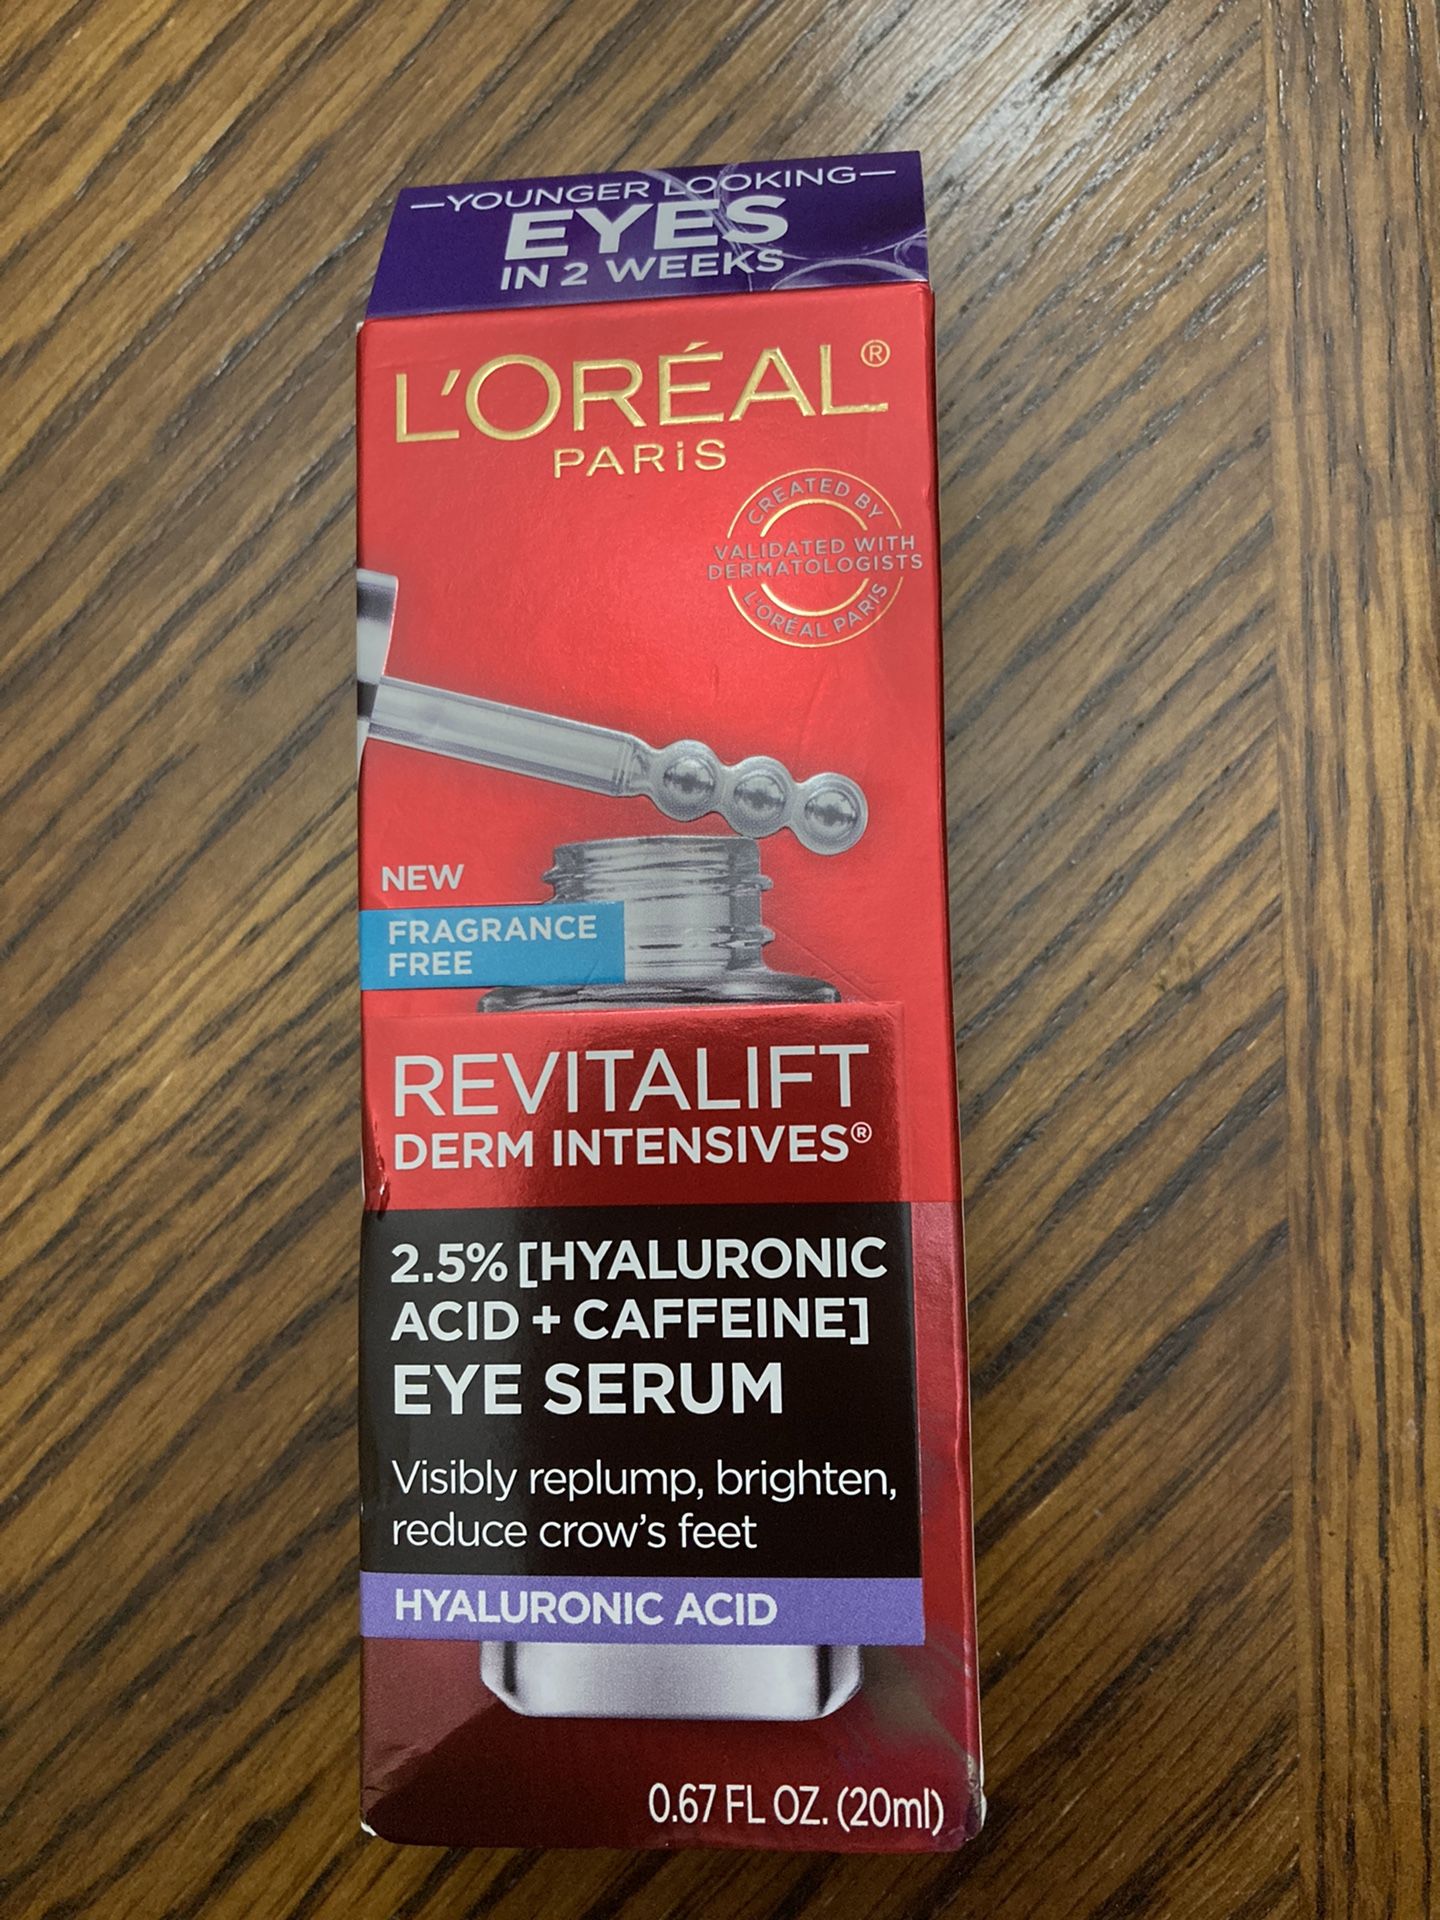 —YOUNGER LOOKING—
EYES
IN 2 WEEKS
L'ORÉAL®
PARiS
CREATED BY
VALIDATED WITH
DERMATOLOGISTS
L'ORÉAL PARIS
NEW
FRAGRANCE
FREE
REVITALIFT
DERM INTENSIVES®
2.5% [HYALURONIC
ACID + CAFFEINE]
EYE SERUM
Visibly replump, brighten,
reduce crow's feet
HYALURONIC ACID
0.67 FL OZ. (20ml)